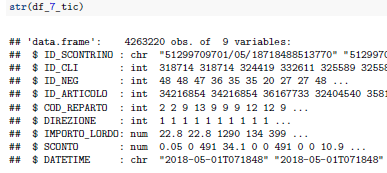 str(df_7_tic)
## 'data.frame':    4263220 obs. of  9 variables:
##  $ ID_SCONTRINO : chr  "51299709701/05/18718488513770" "5129970
##  $ ID_CLI       : int  318714 318714 324419 332611 325589 32558
##  $ ID_NEG       : int  48 48 47 36 35 35 20 27 27 48 ...
##  $ ID_ARTICOLO  : int  34216854 34216854 36167733 32404540 3581
##  $ COD_REPARTO  : int  2 2 9 13 9 9 9 12 12 9 ...
##  $ DIREZIONE    : int  1 1 1 1 1 1 1 1 1 1 ...
##  $ IMPORTO_LORDO: num  22.8 22.8 1290 134 399 ...
##  $ SCONTO       : num  0.05 0 491 34.1 0 0 491 0 0 10.9 ...
##  $ DATETIME     : chr  "2018-05-01T071848" "2018-05-01T071848"